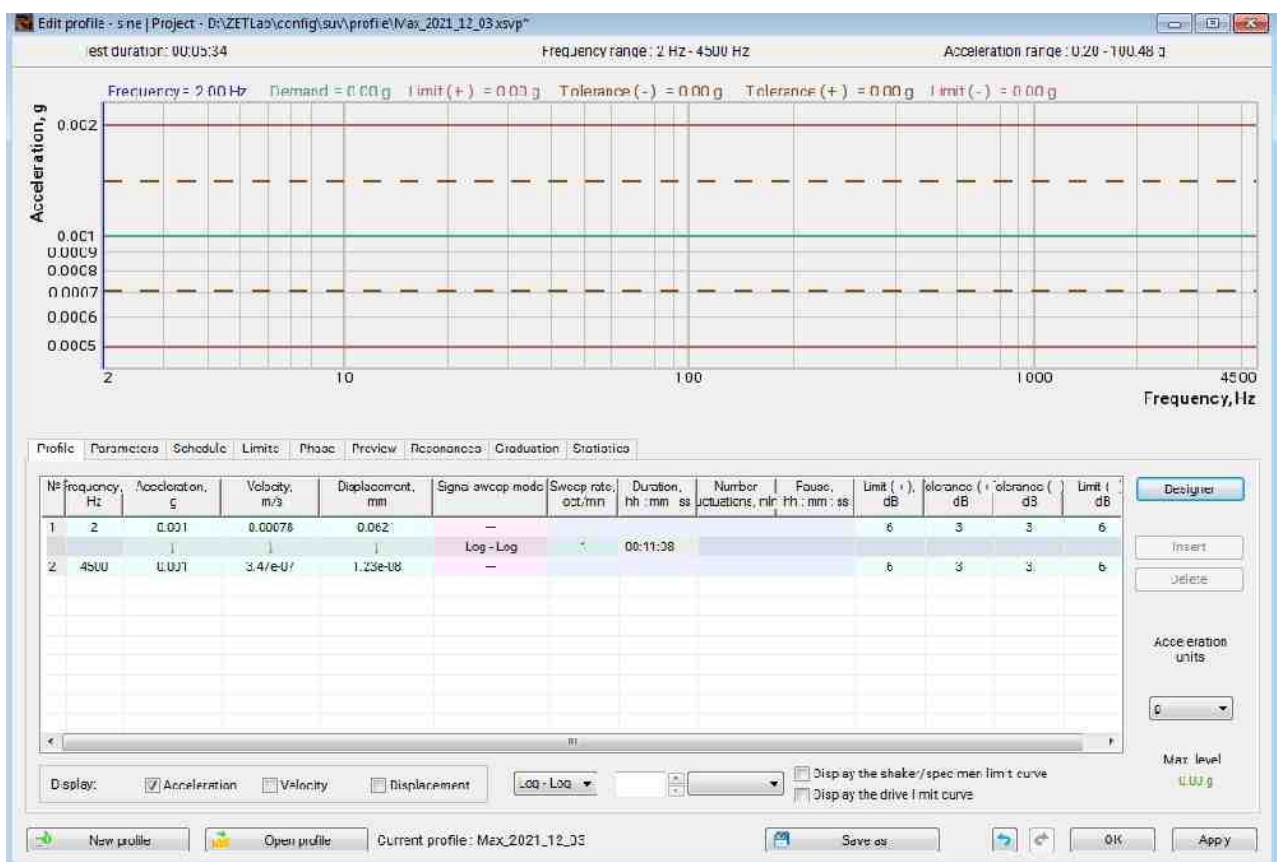 Edit profile - sine | Project - D:\ZETLab\config\suv\profile\Max_2021_12_03.xsvp*
Test duration: 00:05:34 Frequency range : 2 Hz - 4500 Hz Acceleration range : 0.20 - 100.48 g
Frequency = 2.00 Hz Demand = 0.00 g Limit ( + ) = 0.00 g Tolerance ( - ) = 0.00 g Tolerance ( + ) = 0.00 g Limit ( - ) = 0.00 g
Acceleration, g
0.002
0.001
0.0009
0.0008
0.0007
0.0006
0.0005
2 10 100 1000 4500
Frequency, Hz
Profile Parameters Schedule Limits Phase Preview Resonances Graduation Statistics
Nº Frequency, Hz Acceleration, g Velocity, m/s Displacement, mm Signal sweep mode Sweep rate, oct/min Duration, hh : mm : ss Number Pause, hh : mm : ss Limit ( + ), dB dB dB Limit ( dB
1 2 0.001 0.00078 0.0621 — 6 3 3 6
Log - Log 1 00:11:08
2 4500 0.001 3.47e-07 1.23e-08 — 6 3 3 6
Designer
Insert
Delete
Acceleration units
g
Max level
0.00 g
Display: Acceleration Velocity Displacement Log - Log
Display the shaker/specimen limit curve
Display the drive limit curve
New profile Open profile Current profile : Max_2021_12_03 Save as OK Apply